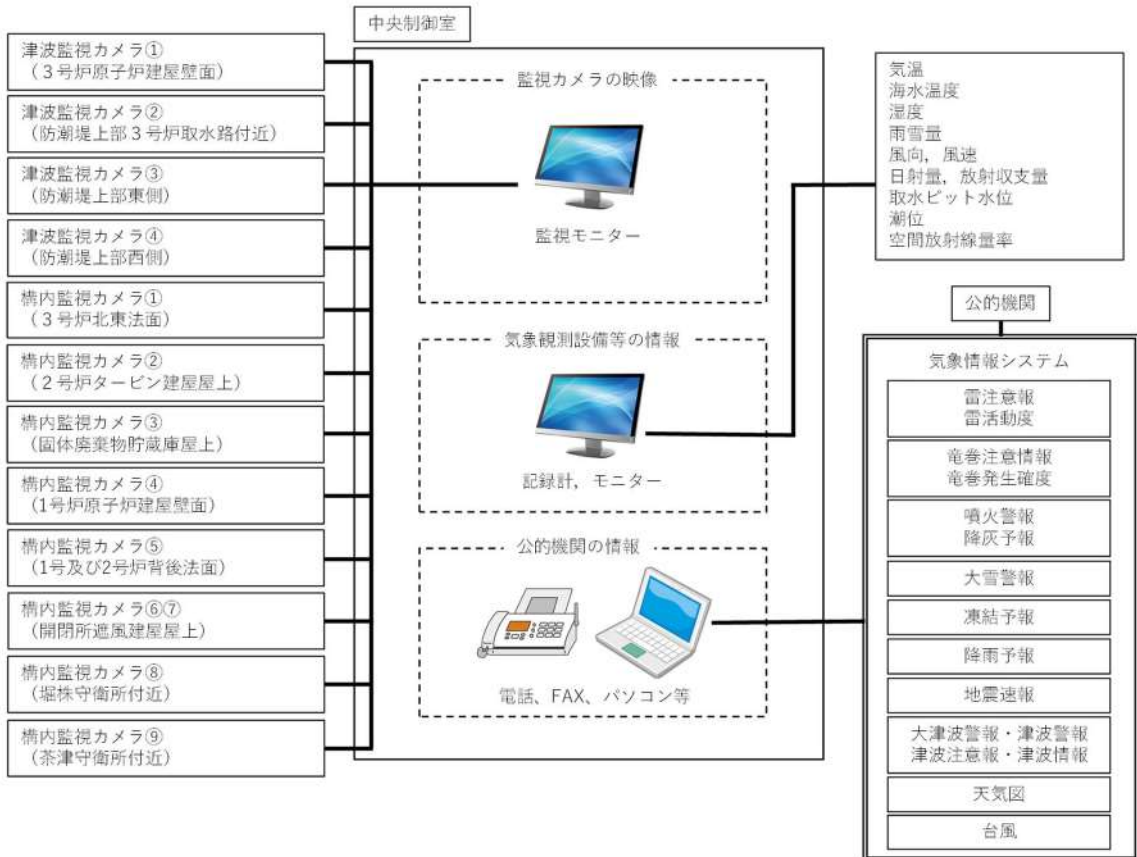 中央制御室
津波監視カメラ①
（３号炉原子炉建屋壁面）
津波監視カメラ②
（防潮堤上部３号炉取水路付近）
津波監視カメラ③
(防潮堤上部東側)
津波監視カメラ④
(防潮堤上部西側)
構内監視カメラ①
（３号炉北東法面）
構内監視カメラ②
（２号炉タービン建屋屋上）
構内監視カメラ③
(固体廃棄物貯蔵庫屋上)
構内監視カメラ④
(1号炉原子炉建屋壁面)
構内監視カメラ⑤
(1号及び2号炉背後法面)
構内監視カメラ⑥⑦
(開閉所遮風建屋屋上)
構内監視カメラ⑧
(堀株守衛所付近)
構内監視カメラ⑨
(茶津守衛所付近)
監視カメラの映像
監視モニター
気象観測設備等の情報
記録計，モニター
公的機関の情報
電話、FAX、パソコン等
気温
海水温度
湿度
雨雪量
風向，風速
日射量，放射収支量
取水ピット水位
潮位
空間放射線量率
公的機関
気象情報システム
雷注意報
雷活動度
竜巻注意情報
竜巻発生確度
噴火警報
降灰予報
大雪警報
凍結予報
降雨予報
地震速報
大津波警報・津波警報
津波注意報・津波情報
天気図
台風